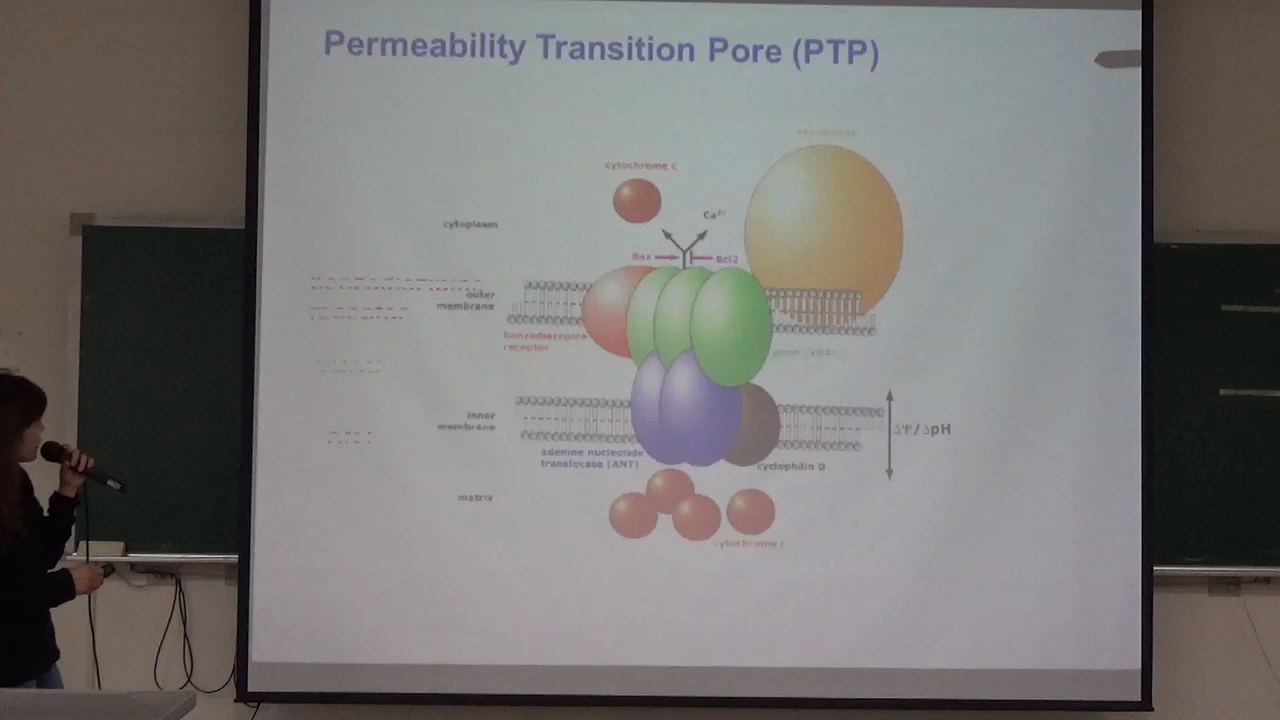 Permeability Transition Pore (PTP)
cytochrome c
cytoplasm
Ca²⁺
Bax
Bcl2
outer
membrane
benzodiazepine
receptor
inner
membrane
ΔΨ/ΔpH
adenine nucleotide
translocase (ANT)
cyclophilin D
matrix
cytochrome c